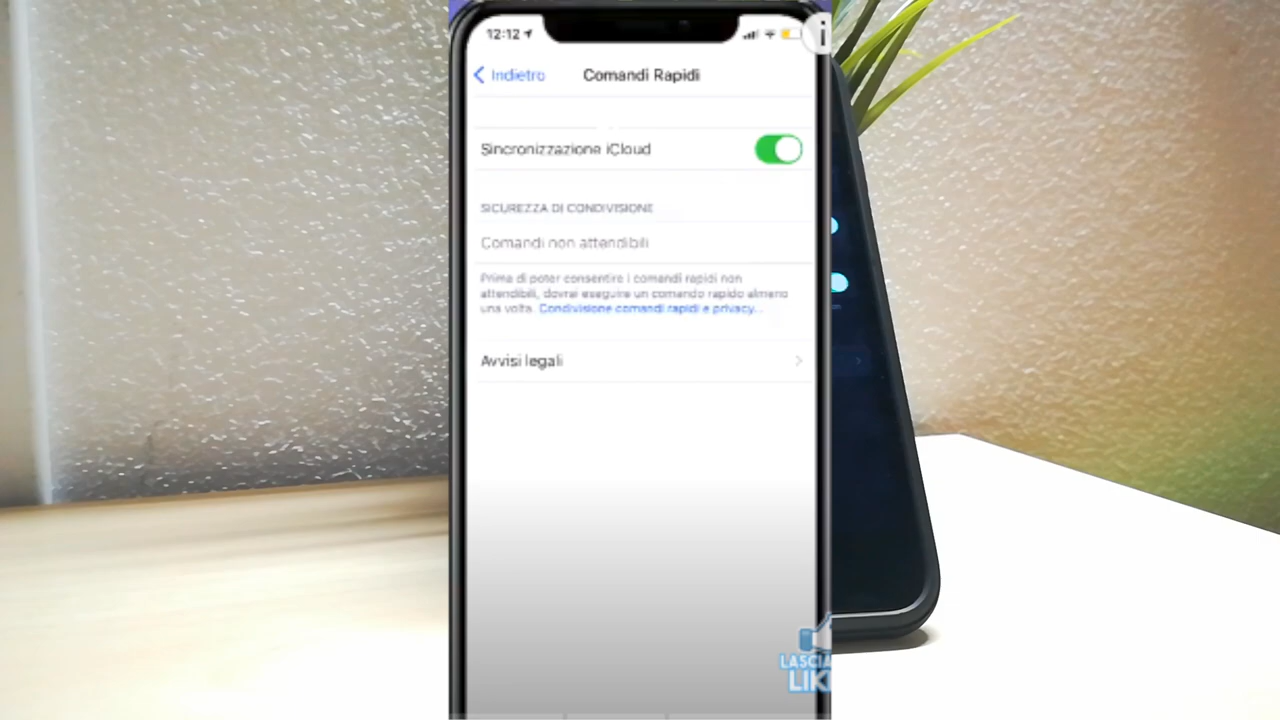 12:12
Indietro
Comandi Rapidi
Sincronizzazione iCloud
SICUREZZA DI CONDIVISIONE
Comandi non attendibili
Prima di poter consentire i comandi rapidi non
attendibili, dovrai eseguire un comando rapido almeno
una volta. Condivisione comandi rapidi e privacy...
Avvisi legali
LASCIA
LIK